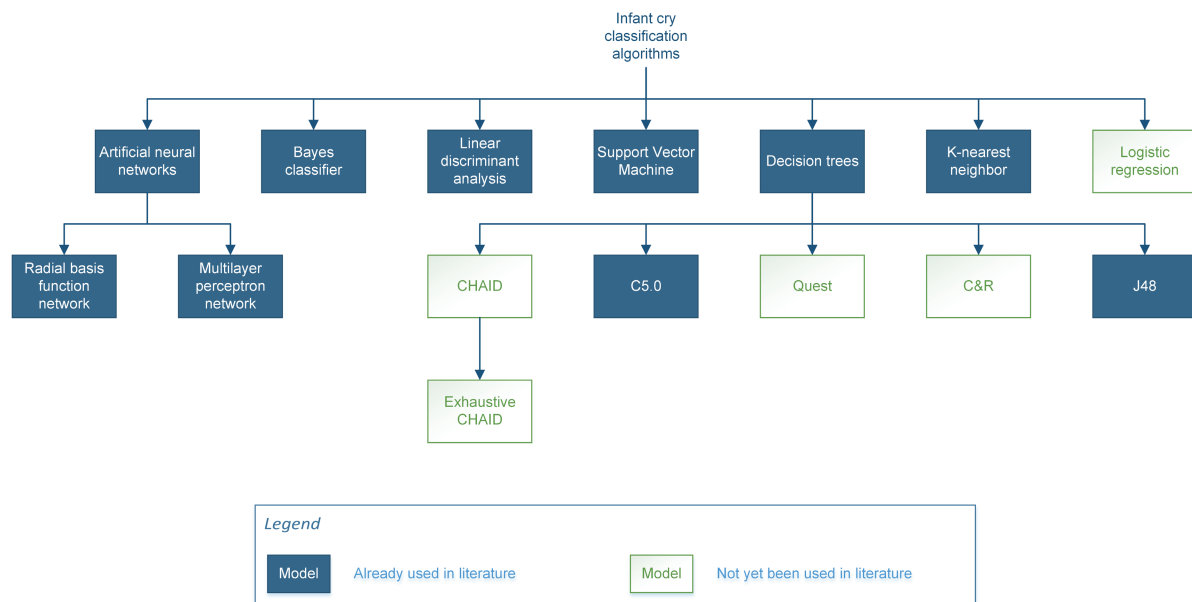 Infant cry
classification
algorithms
Artificial neural
networks
Bayes
classifier
Linear
discriminant
analysis
Support Vector
Machine
Decision trees
K-nearest
neighbor
Logistic
regression
Radial basis
function
network
Multilayer
perceptron
network
CHAID
C5.0
Quest
C&R
J48
Exhaustive
CHAID
Legend
Model
Already used in literature
Model
Not yet been used in literature